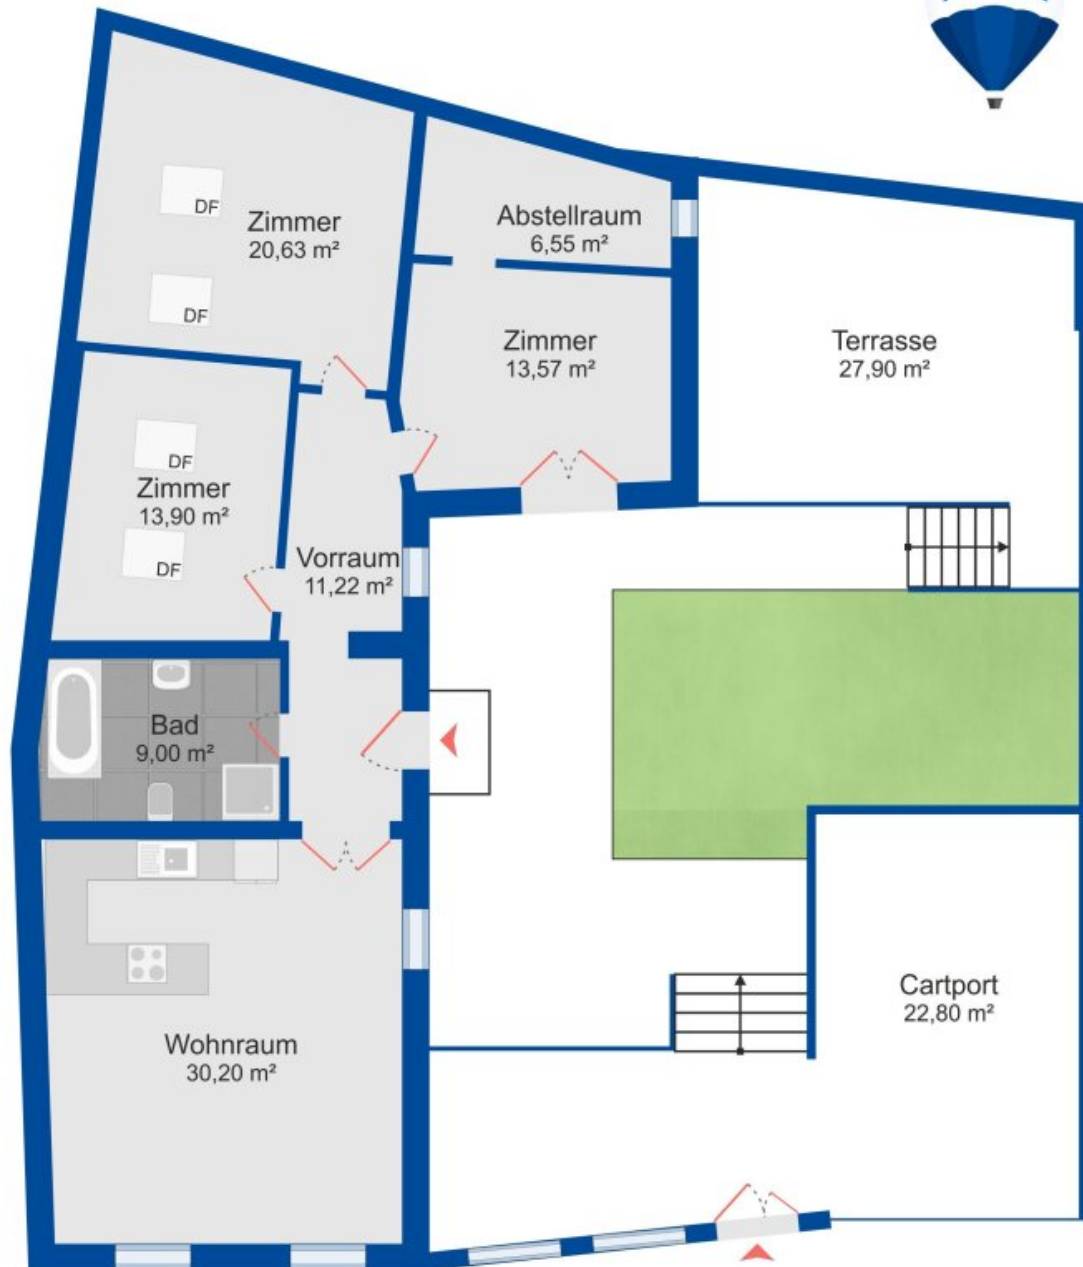 DF
Zimmer
20,63 m²
DF
Abstellraum
6,55 m²
Zimmer
13,57 m²
Terrasse
27,90 m²
DF
Zimmer
13,90 m²
DF
Vorraum
11,22 m²
Bad
9,00 m²
Wohnraum
30,20 m²
Cartport
22,80 m²